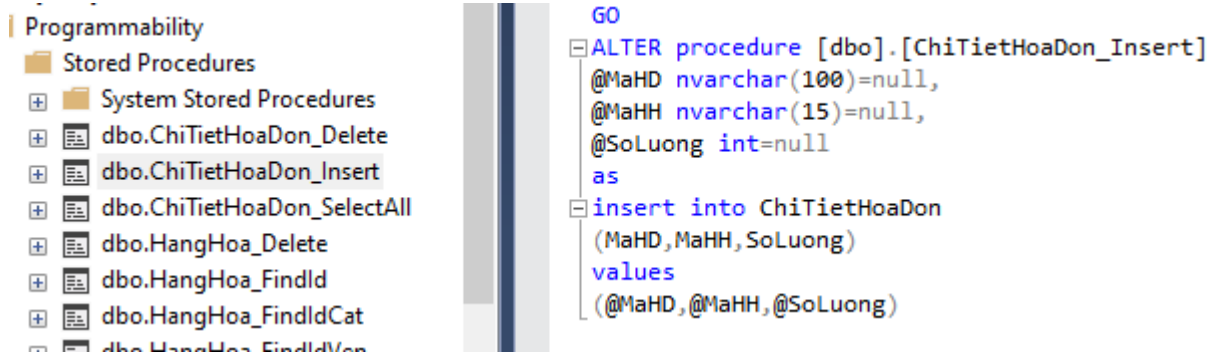 Programmability
Stored Procedures
System Stored Procedures
dbo.ChiTietHoaDon_Delete
dbo.ChiTietHoaDon_Insert
dbo.ChiTietHoaDon_SelectAll
dbo.HangHoa_Delete
dbo.HangHoa_FindId
dbo.HangHoa_FindIdCat
dbo.HangHoa_FindIdVen
GO
ALTER procedure [dbo].[ChiTietHoaDon_Insert]
@MaHD nvarchar(100)=null,
@MaHH nvarchar(15)=null,
@SoLuong int=null
as
insert into ChiTietHoaDon
(MaHD,MaHH,SoLuong)
values
(@MaHD,@MaHH,@SoLuong)